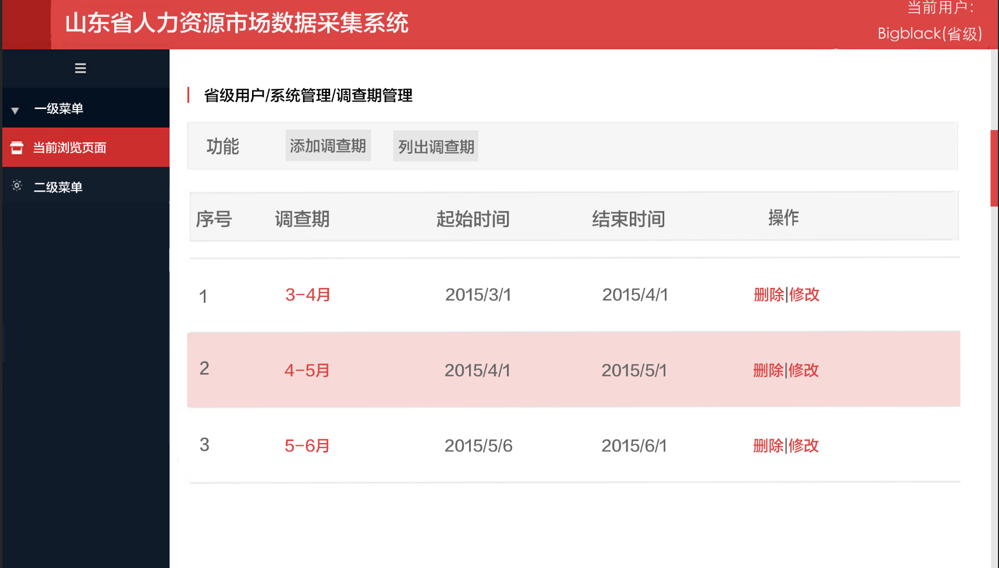 山东省人力资源市场数据采集系统
当前用户:
Bigblack(省级)
一级菜单
当前浏览页面
二级菜单
省级用户/系统管理/调查期管理
功能 添加调查期 列出调查期
序号 调查期 起始时间 结束时间 操作
1 3-4月 2015/3/1 2015/4/1 删除|修改
2 4-5月 2015/4/1 2015/5/1 删除|修改
3 5-6月 2015/5/6 2015/6/1 删除|修改